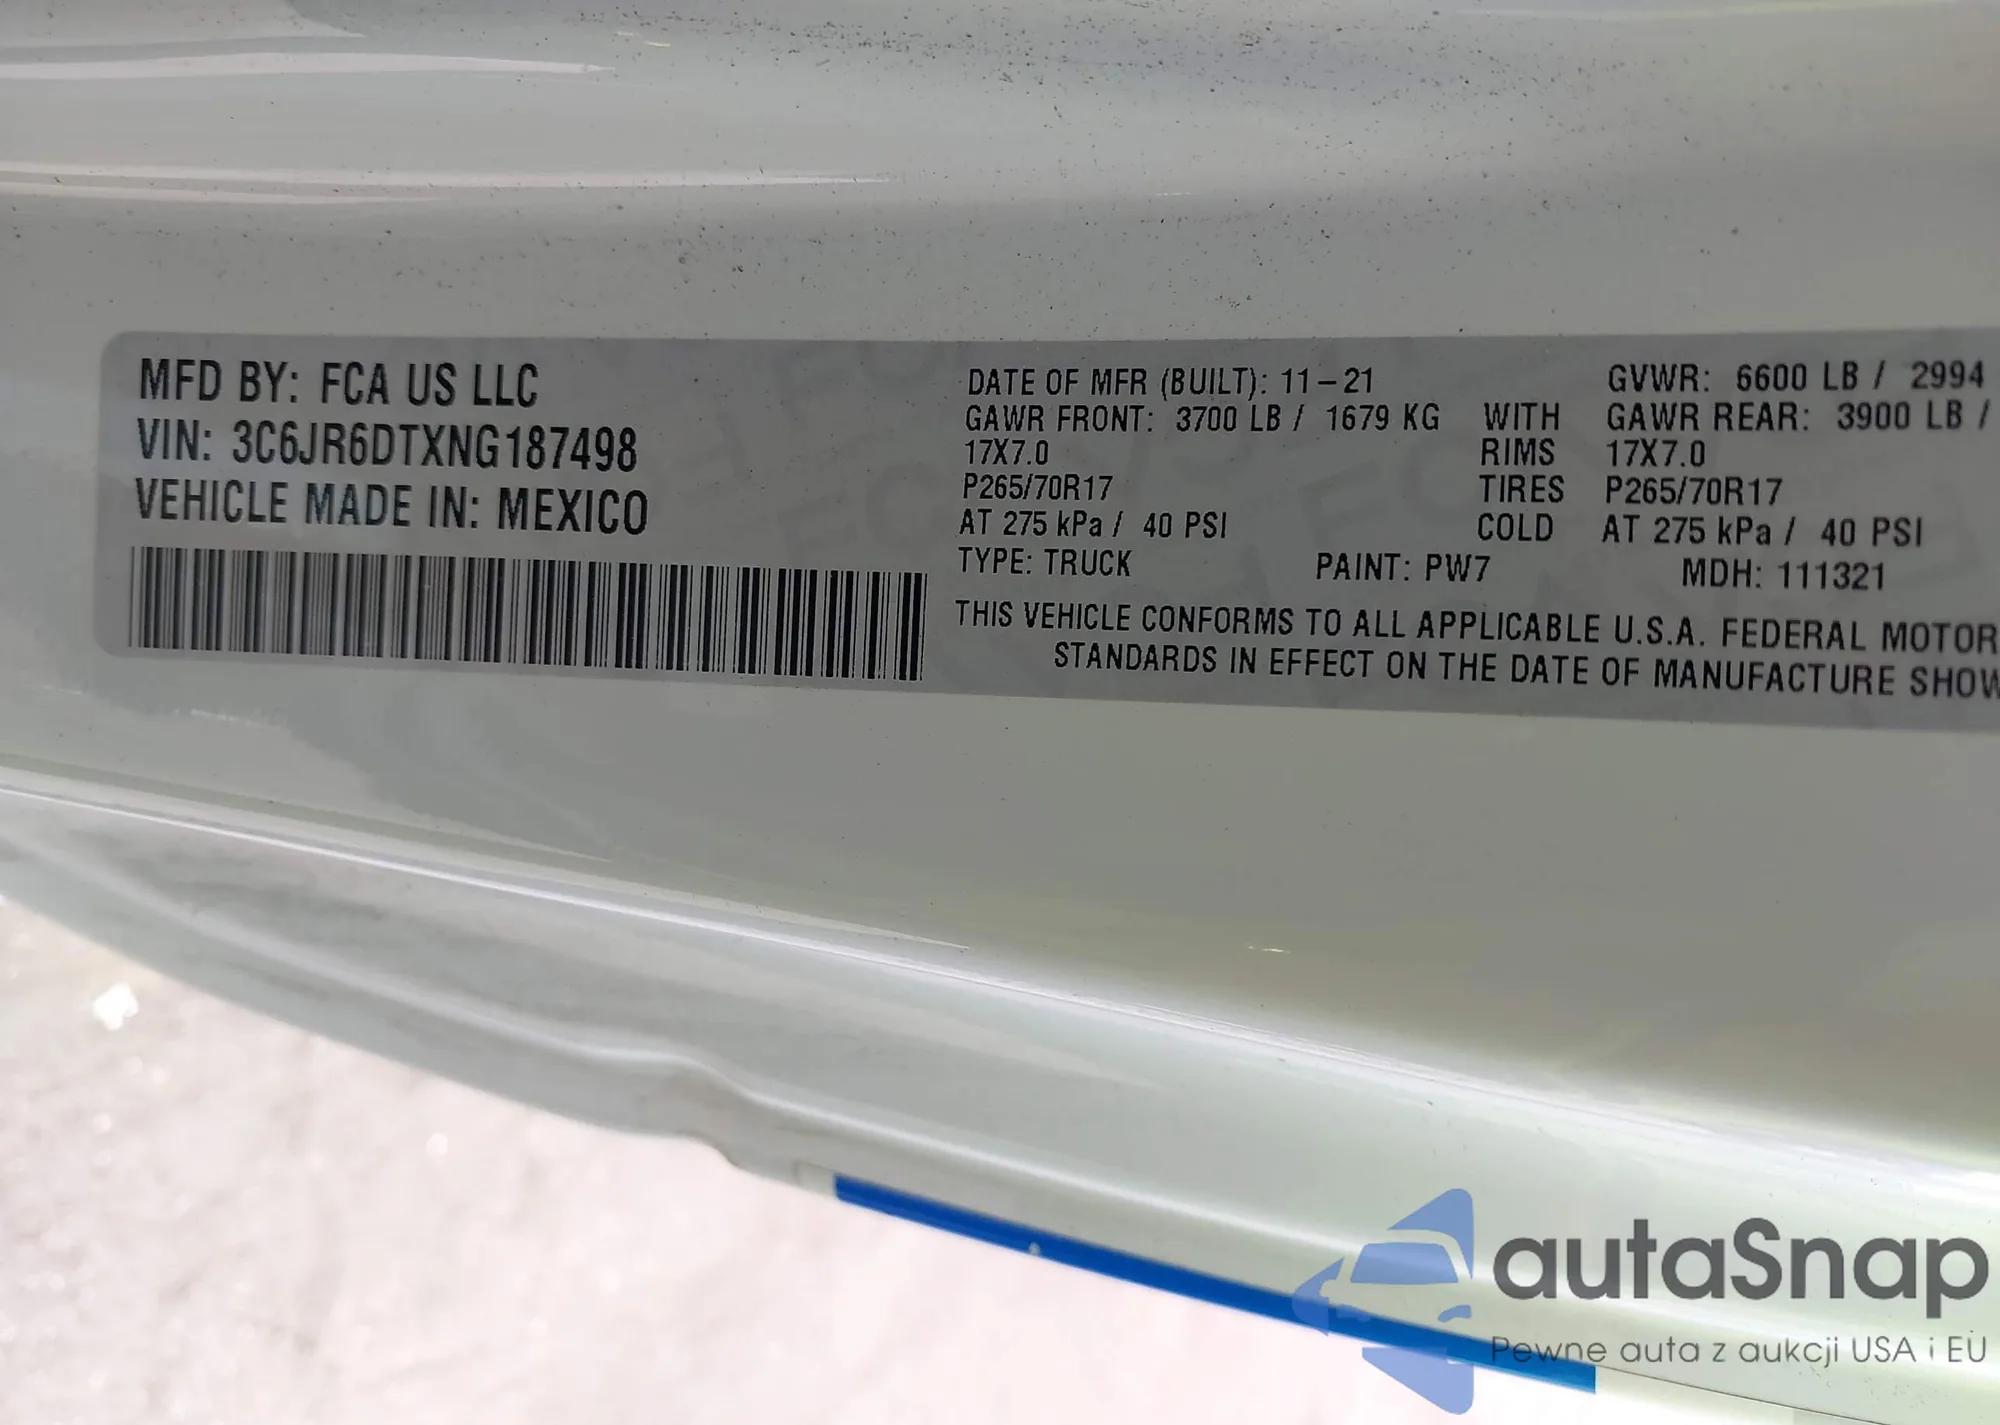 MFD BY: FCA US LLC
VIN: 3C6JR6DTXNG187498
VEHICLE MADE IN: MEXICO
DATE OF MFR (BUILT): 11-21 GVWR: 6600 LB / 2994
GAWR FRONT: 3700 LB / 1679 KG WITH GAWR REAR: 3900 LB /
17X7.0 RIMS 17X7.0
P265/70R17 TIRES P265/70R17
AT 275 kPa / 40 PSI COLD AT 275 kPa / 40 PSI
TYPE: TRUCK PAINT: PW7 MDH: 111321
THIS VEHICLE CONFORMS TO ALL APPLICABLE U.S.A. FEDERAL MOTOR
STANDARDS IN EFFECT ON THE DATE OF MANUFACTURE SHOW
autaSnap
Pewne auta z aukcji USA i EU